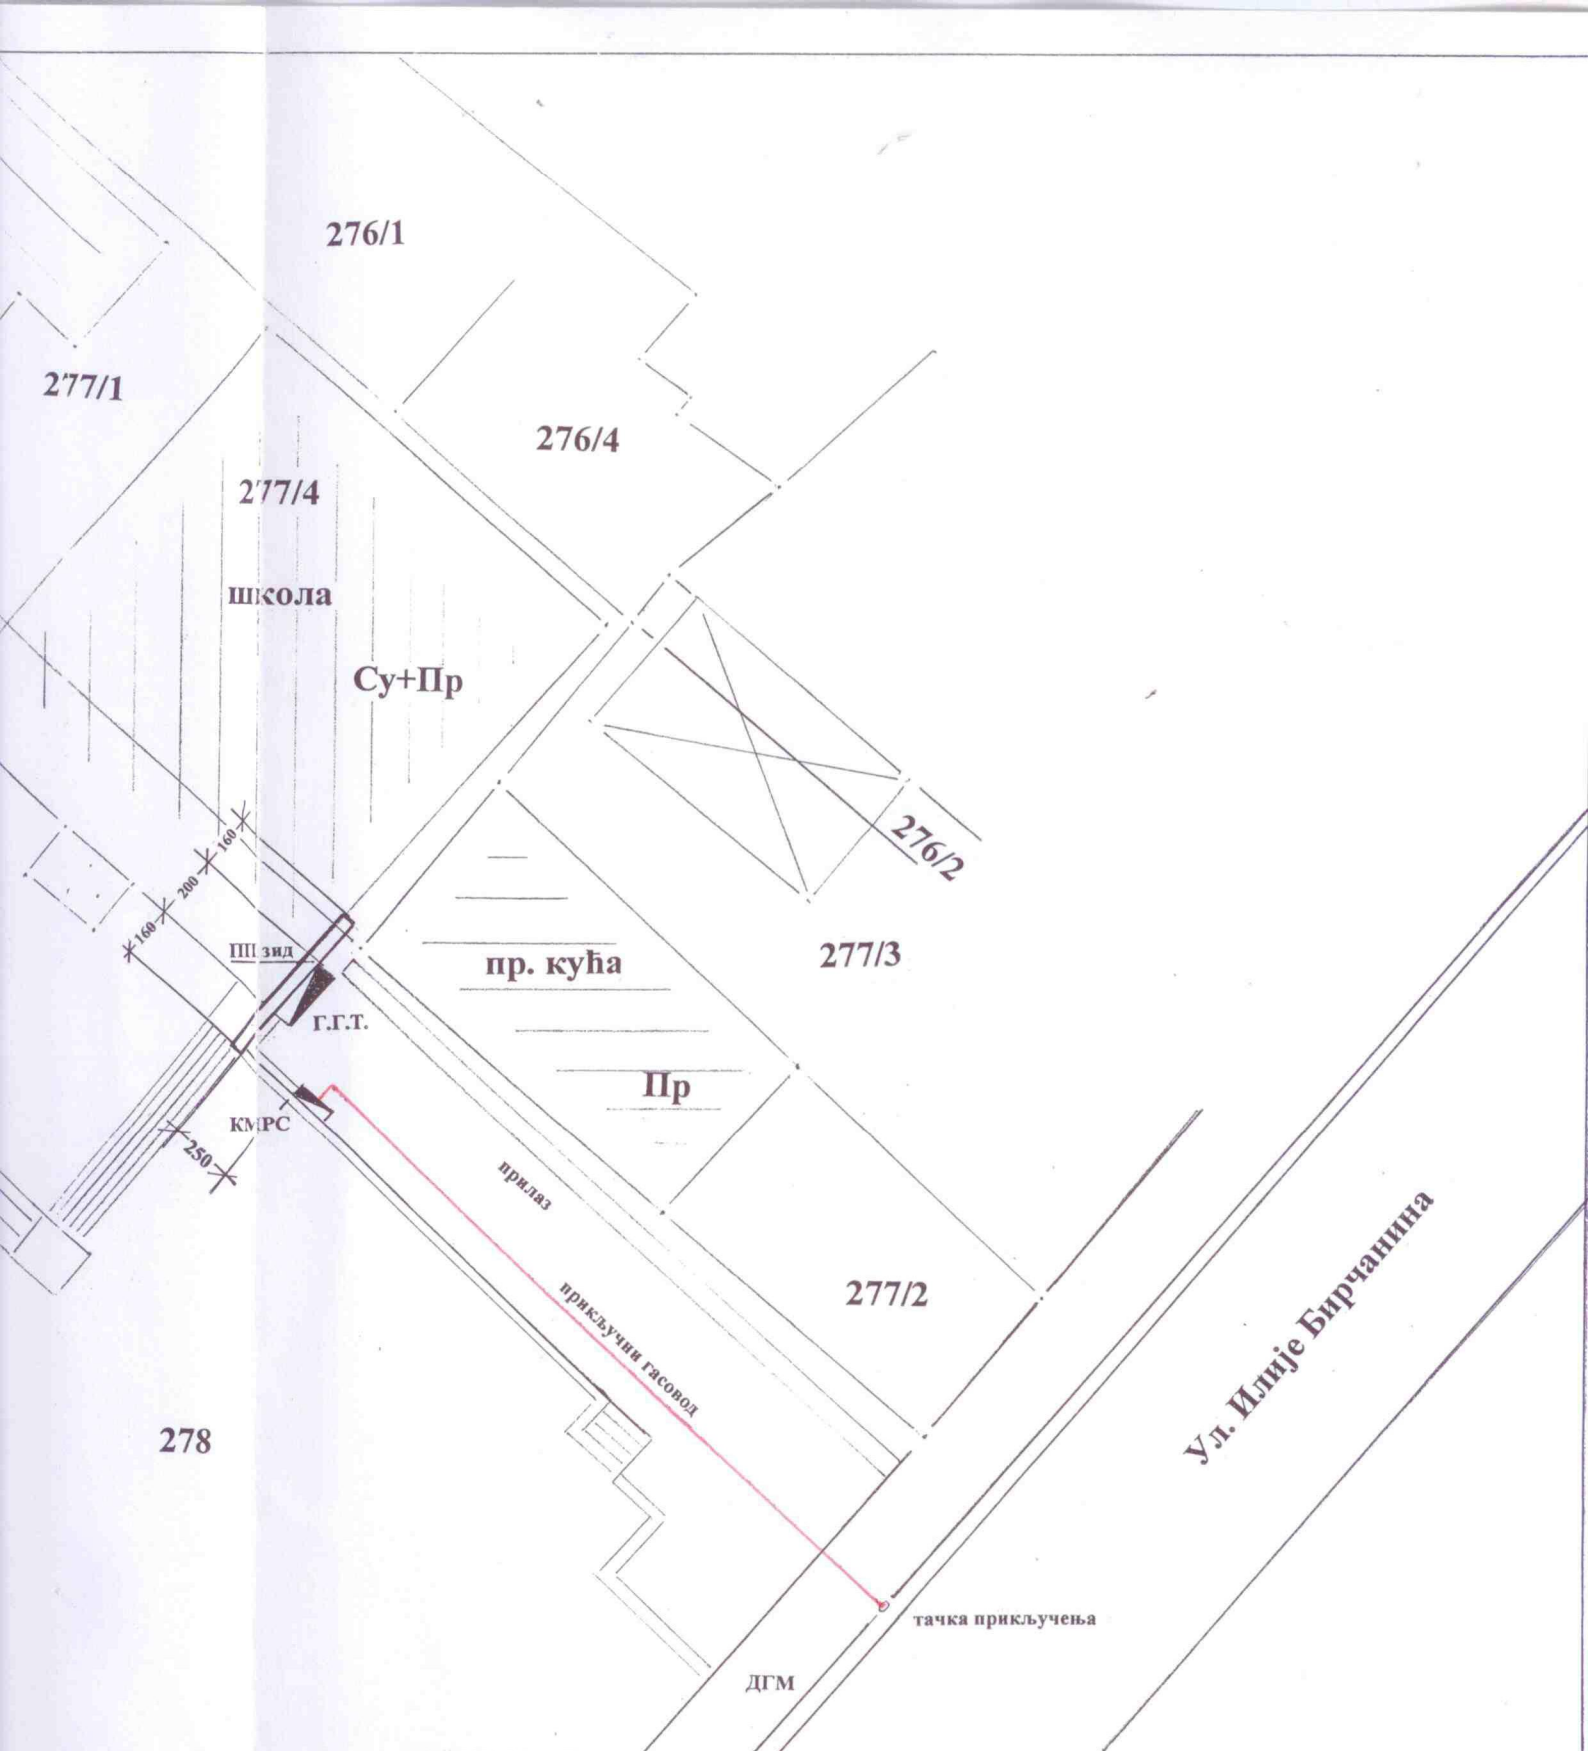 276/1
277/1
276/4
277/4
школа
Су+Пр
160
200
160
276/2
ПП зид
пр. кућа
277/3
Г.Г.Т.
Пр
КМРС
250
прилаз
прикључни гасовод
277/2
Ул. Илије Бирчанина
278
тачка прикључења
ДГМ